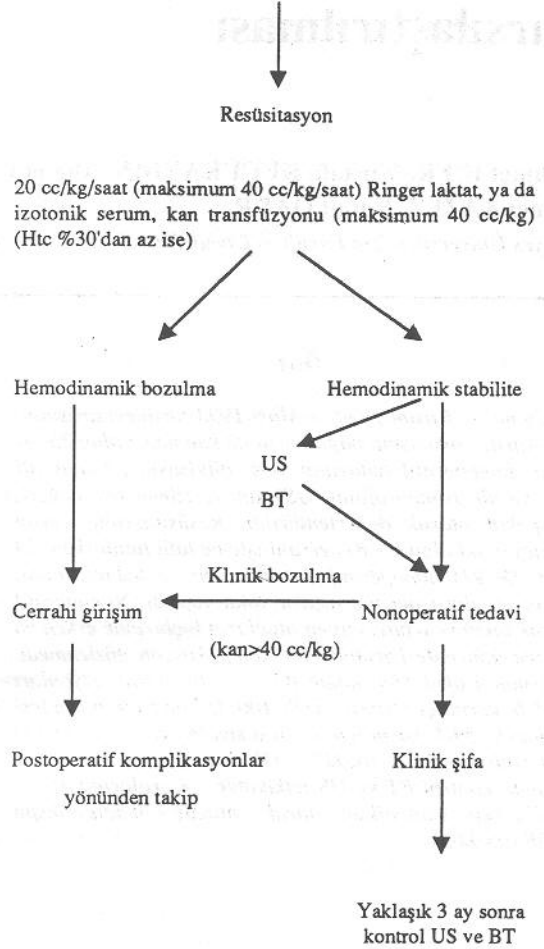 Resüsitasyon
20 cc/kg/saat (maksimum 40 cc/kg/saat) Ringer laktat, ya da
izotonik serum, kan transfüzyonu (maksimum 40 cc/kg)
(Htc %30'dan az ise)
Hemodinamik bozulma
Hemodinamik stabilite
US
BT
Klınik bozulma
Cerrahi girişim
Nonoperatif tedavi
(kan>40 cc/kg)
Postoperatif komplikasyonlar
yönünden takip
Klinik şifa
Yaklaşık 3 ay sonra
kontrol US ve BT